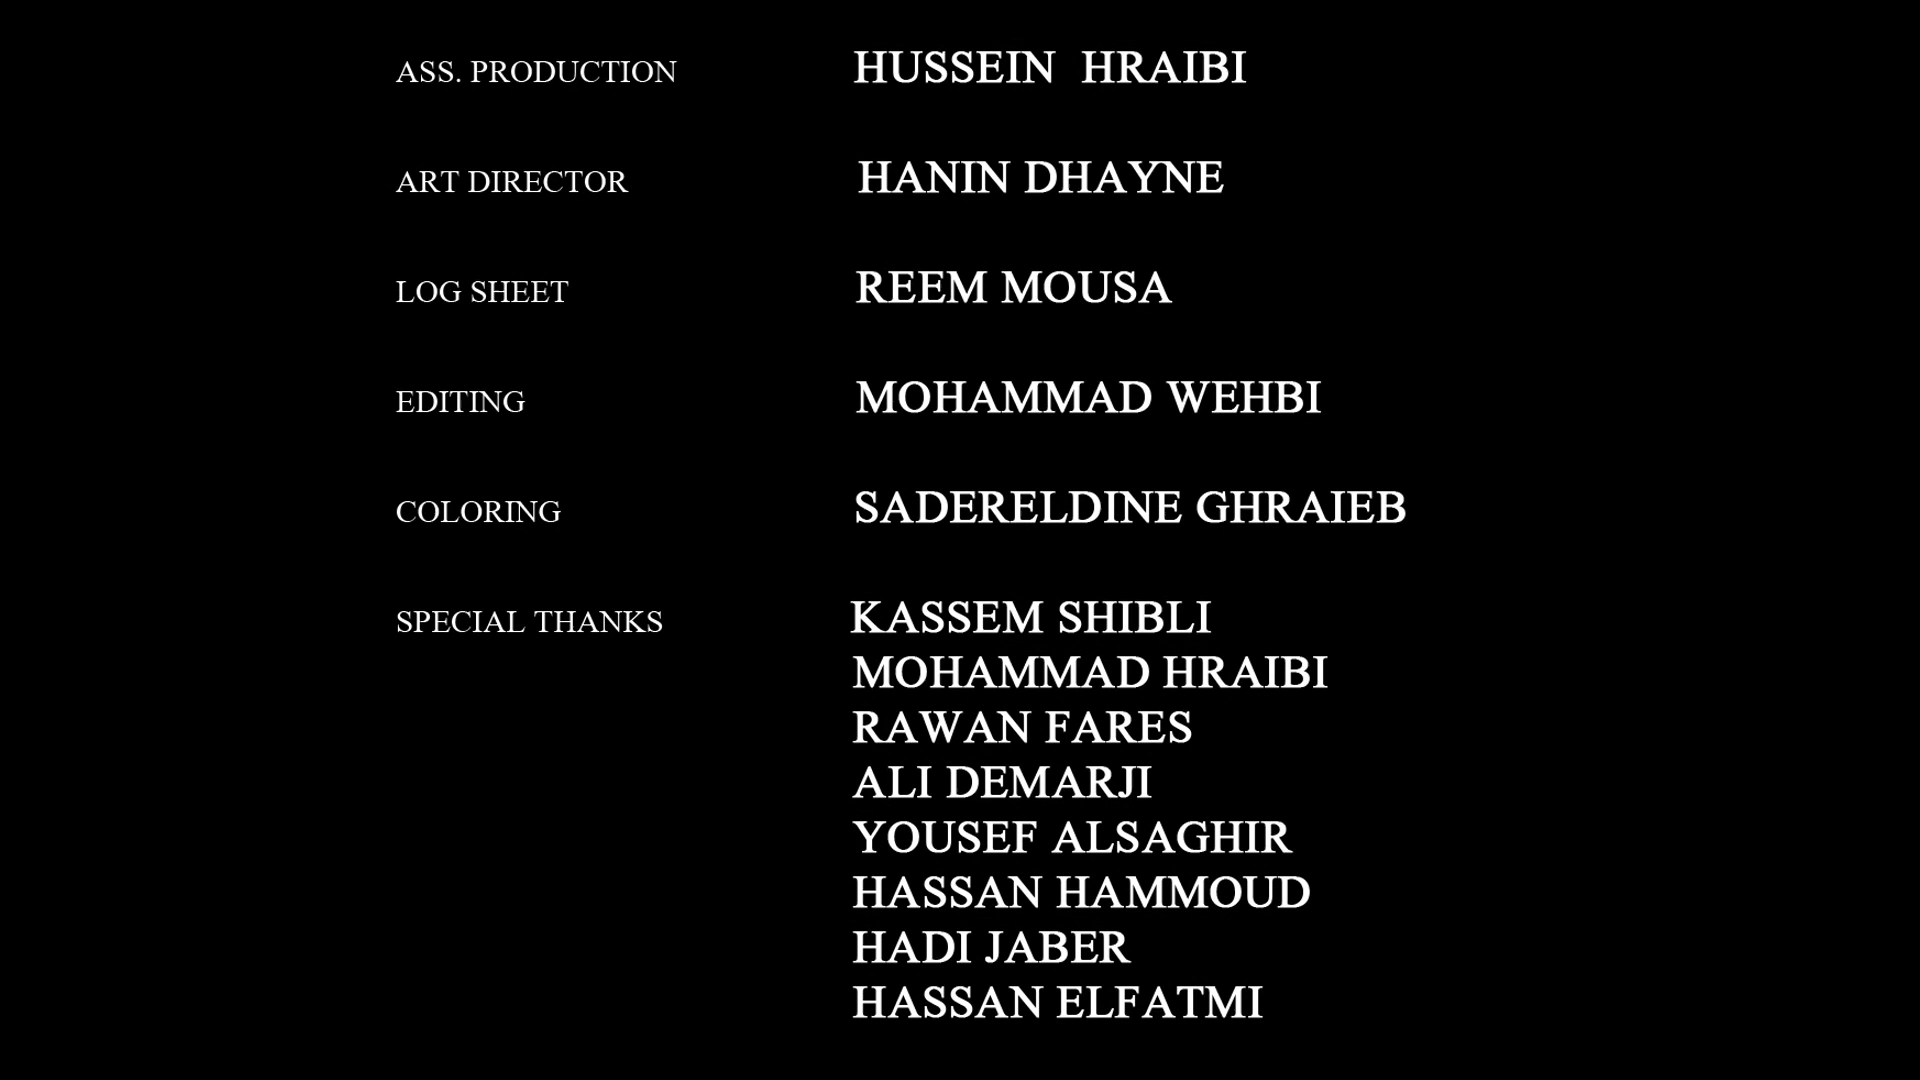 ASS. PRODUCTION HUSSEIN HRAIBI
ART DIRECTOR HANIN DHAYNE
LOG SHEET REEM MOUSA
EDITING MOHAMMAD WEHBI
COLORING SADERELDINE GHRAIEB
SPECIAL THANKS KASSEM SHIBLI
MOHAMMAD HRAIBI
RAWAN FARES
ALI DEMARJI
YOUSEF ALSAGHIR
HASSAN HAMMOUD
HADI JABER
HASSAN ELFATMI